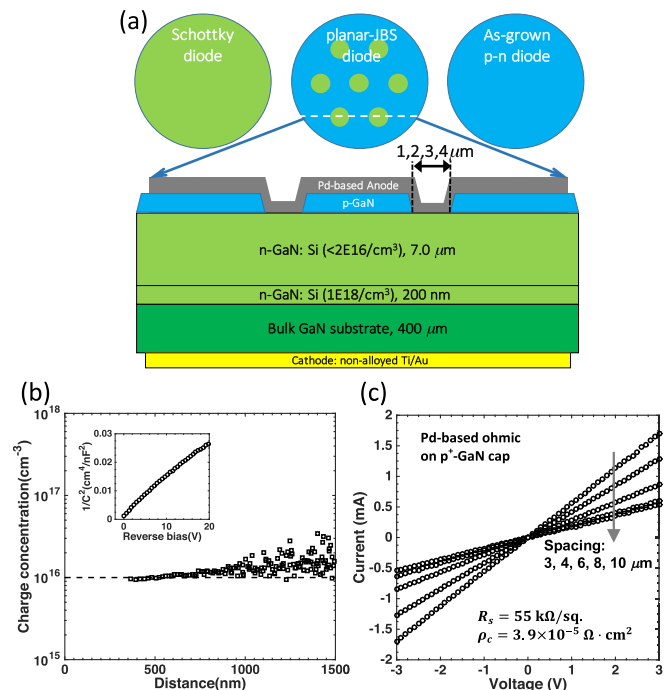 (a)
Schottky
diode
planar-JBS
diode
As-grown
p-n diode
1,2,3,4 μm
Pd-based Anode
p-GaN
n-GaN: Si (<2E16/cm³), 7.0 μm
n-GaN: Si (1E18/cm³), 200 nm
Bulk GaN substrate, 400 μm
Cathode: non-alloyed Ti/Au
(b)
Charge concentration(cm⁻³)
10¹⁸
10¹⁷
10¹⁶
10¹⁵
0
500
1000
1500
Distance(nm)
1/C²(cm⁴/nF²)
0.03
0.02
0.01
0.00
0
10
20
Reverse bias(V)
(c)
Current (mA)
2
1.5
1
0.5
0
-0.5
-1
-1.5
-2
-3
-2
-1
0
1
2
3
Voltage (V)
Pd-based ohmic
on p⁺-GaN cap
Spacing:
3, 4, 6, 8, 10 μm
Rₛ = 55 kΩ/sq.
ρ_c = 3.9×10⁻⁵ Ω · cm²